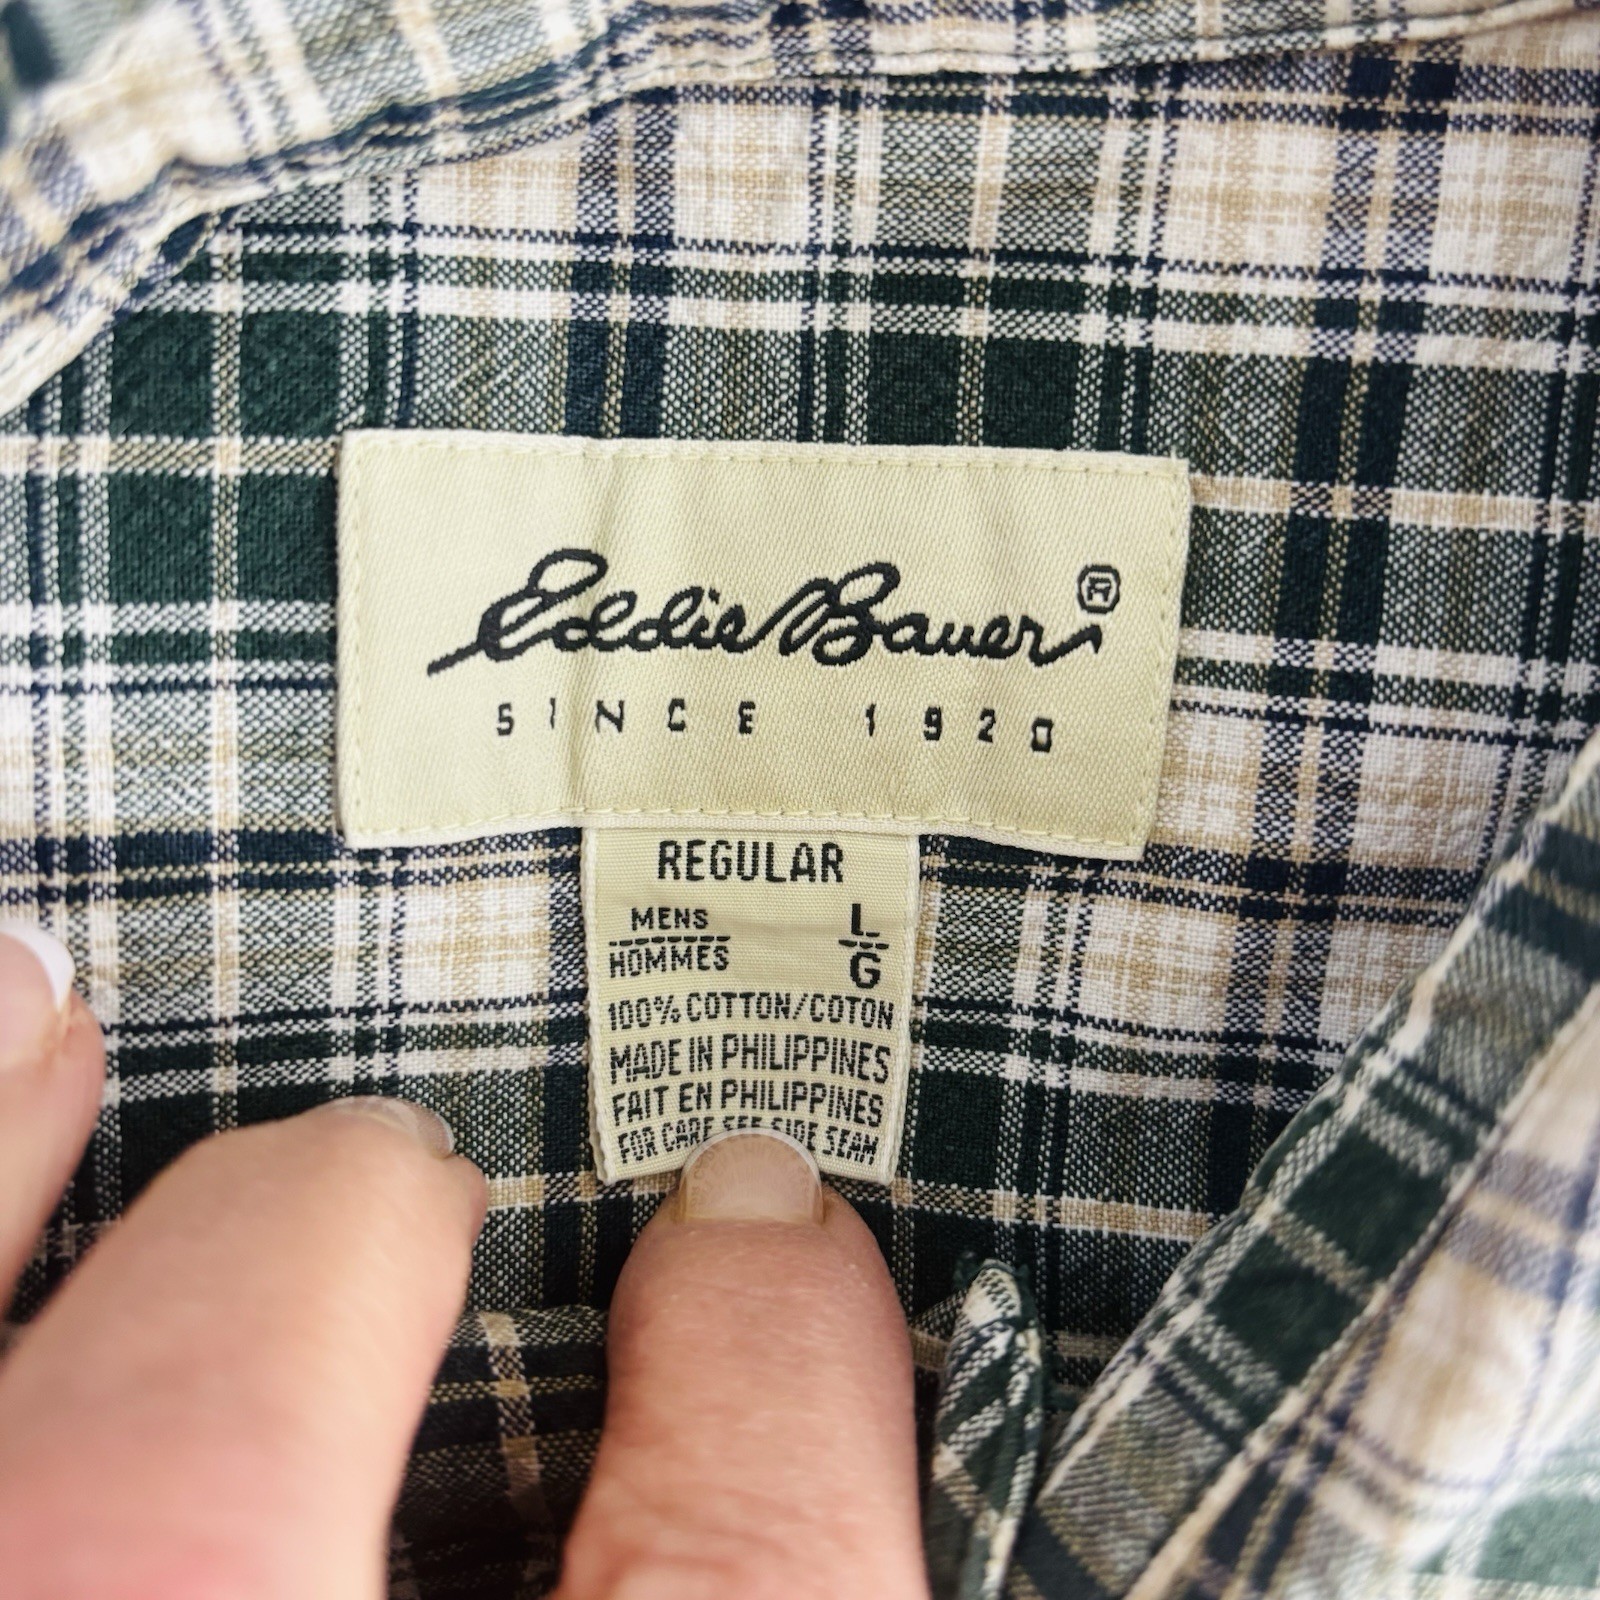 Eddie Bauer®
SINCE 1920
REGULAR
MENS L
HOMMES G
100% COTTON/COTON
MADE IN PHILIPPINES
FAIT EN PHILIPPINES
FOR CARE SEE SIDE SEAM